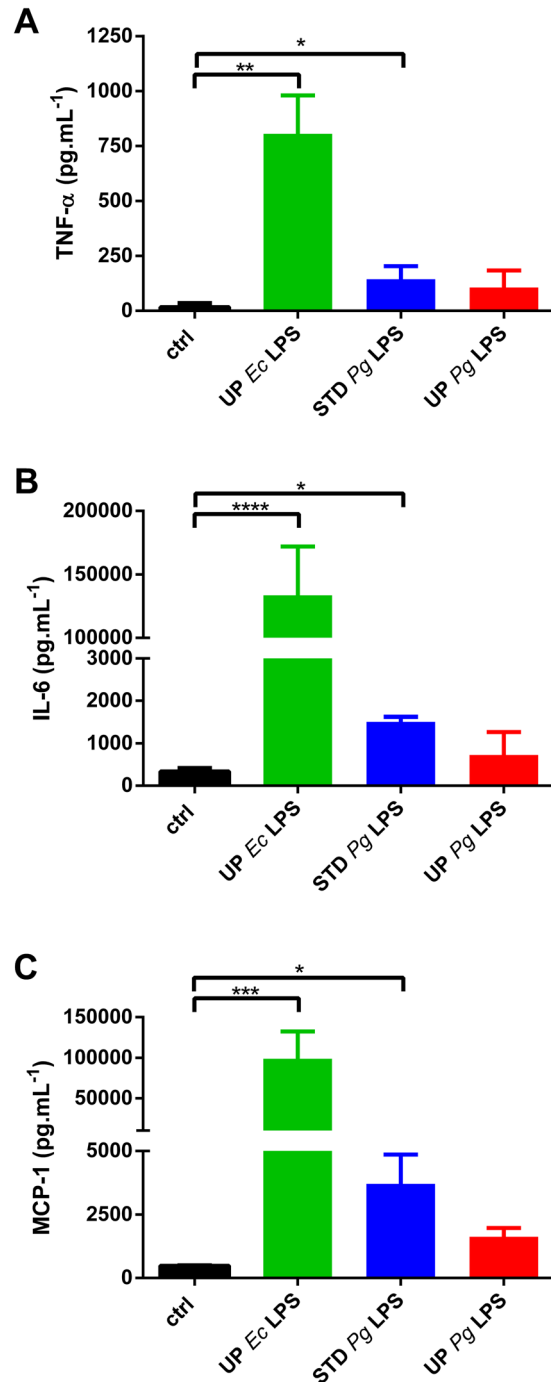 A
TNF-α (pg.mL⁻¹)
1250
1000
750
500
250
0
*
**
ctrl
UP Ec LPS
STD Pg LPS
UP Pg LPS
B
IL-6 (pg.mL⁻¹)
200000
150000
100000
3000
2000
1000
0
*
****
ctrl
UP Ec LPS
STD Pg LPS
UP Pg LPS
C
MCP-1 (pg.mL⁻¹)
150000
100000
50000
5000
2500
0
*
***
ctrl
UP Ec LPS
STD Pg LPS
UP Pg LPS